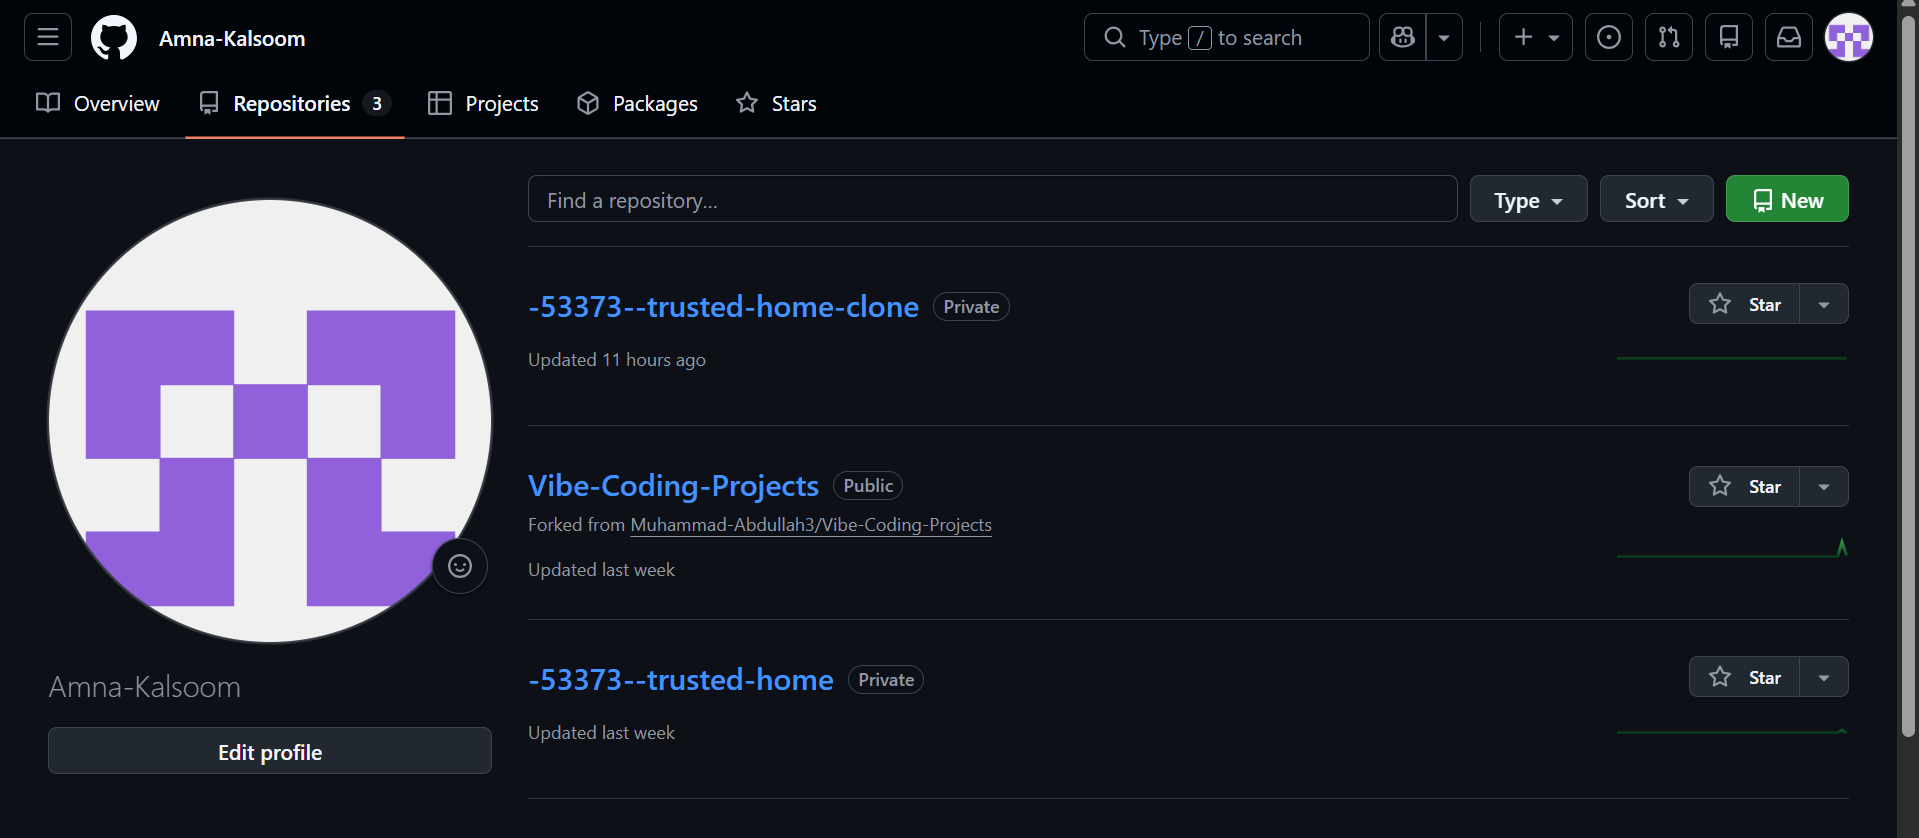 Amna-Kalsoom
Type / to search
Overview
Repositories 3
Projects
Packages
Stars
Find a repository...
Type
Sort
New
-53373--trusted-home-clone Private
Star
Updated 11 hours ago
Vibe-Coding-Projects Public
Star
Forked from Muhammad-Abdullah3/Vibe-Coding-Projects
Updated last week
-53373--trusted-home Private
Star
Updated last week
Amna-Kalsoom
Edit profile